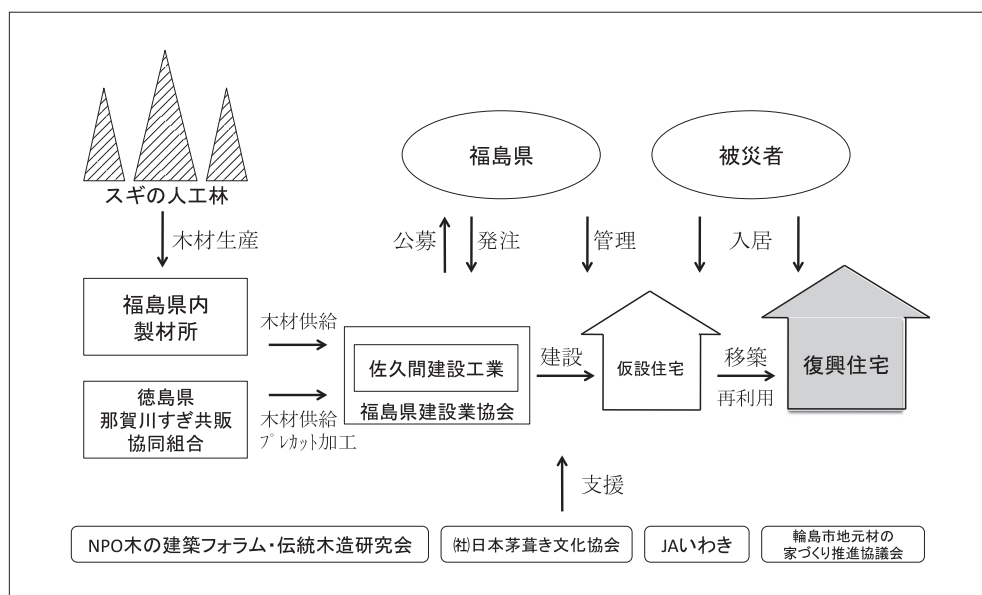 福島県
被災者
スギの人工林
木材生産
公募
発注
管理
入居
福島県内
製材所
木材供給
佐久間建設工業
福島県建設業協会
建設
仮設住宅
移築
再利用
復興住宅
徳島県
那賀川すぎ共販
協同組合
木材供給
プレカット加工
支援
NPO木の建築フォラム・伝統木造研究会
㈳日本茅葺き文化協会
JAいわき
輪島市地元材の
家づくり推進協議会